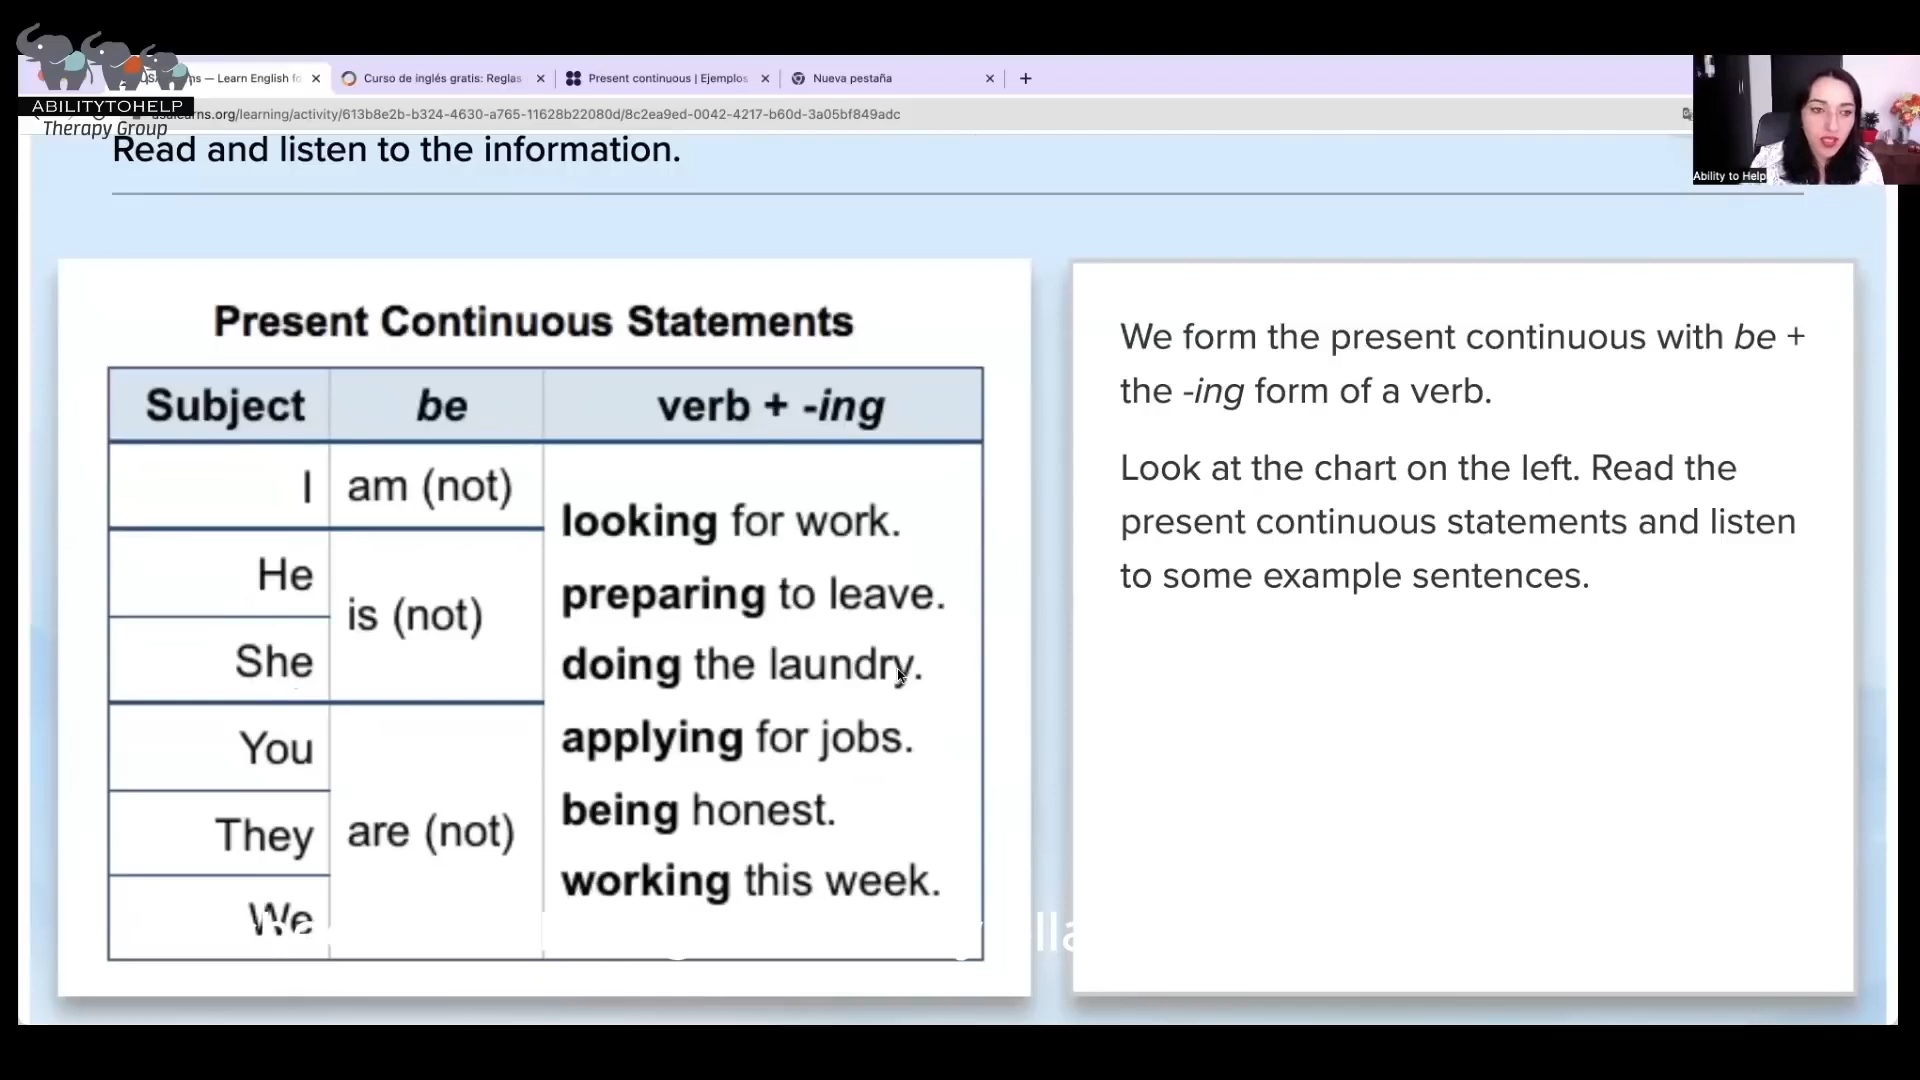 ABILITYTOHELP
Therapy Group
ns — Learn English fo
Curso de inglés gratis: Reglas
Present continuous | Ejemplos
Nueva pestaña
usalearns.org/learning/activity/613b8e2b-b324-4630-a765-11628b22080d/8c2ea9ed-0042-4217-b60d-3a05bf849adc
Ability to Help
Read and listen to the information.
Present Continuous Statements
Subject be verb + -ing
I am (not)
looking for work.
He
preparing to leave.
is (not)
She
doing the laundry.
You
applying for jobs.
They are (not)
being honest.
working this week.
We
We form the present continuous with be +
the -ing form of a verb.
Look at the chart on the left. Read the
present continuous statements and listen
to some example sentences.